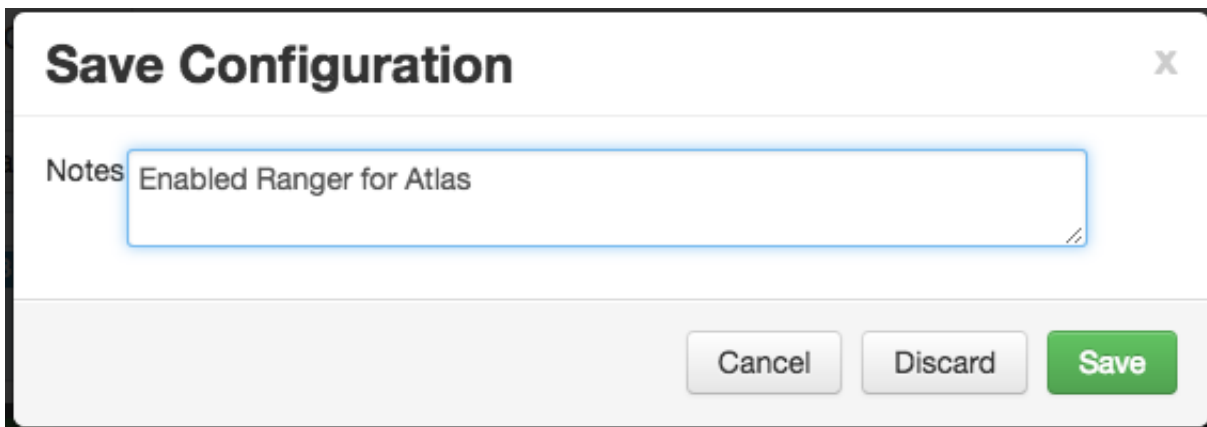 Save Configuration
x
Notes
Enabled Ranger for Atlas
Cancel
Discard
Save